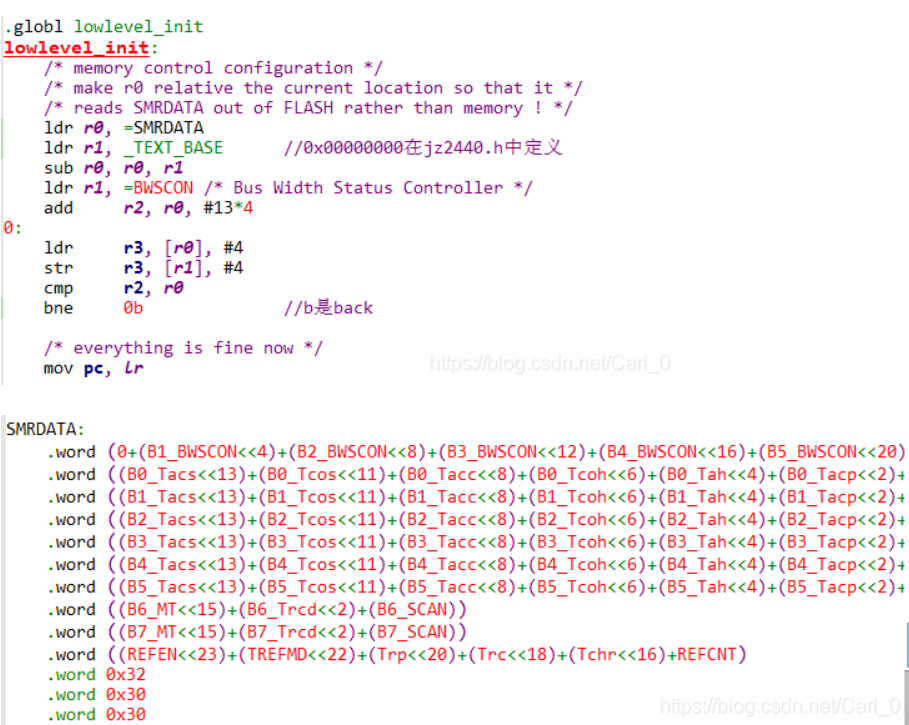 .globl lowlevel_init
lowlevel_init:
/* memory control configuration */
/* make r0 relative the current location so that it */
/* reads SMRDATA out of FLASH rather than memory ! */
ldr r0, =SMRDATA
ldr r1, _TEXT_BASE //0x00000000在jz2440.h中定义
sub r0, r0, r1
ldr r1, =BWSCON /* Bus Width Status Controller */
add r2, r0, #13*4
0:
ldr r3, [r0], #4
str r3, [r1], #4
cmp r2, r0
bne 0b //b是back
/* everything is fine now */
mov pc, lr
https://blog.csdn.net/Carl_0
SMRDATA:
.word (0+(B1_BWSCON<<4)+(B2_BWSCON<<8)+(B3_BWSCON<<12)+(B4_BWSCON<<16)+(B5_BWSCON<<20)
.word ((B0_Tacs<<13)+(B0_Tcos<<11)+(B0_Tacc<<8)+(B0_Tcoh<<6)+(B0_Tah<<4)+(B0_Tacp<<2)+
.word ((B1_Tacs<<13)+(B1_Tcos<<11)+(B1_Tacc<<8)+(B1_Tcoh<<6)+(B1_Tah<<4)+(B1_Tacp<<2)+
.word ((B2_Tacs<<13)+(B2_Tcos<<11)+(B2_Tacc<<8)+(B2_Tcoh<<6)+(B2_Tah<<4)+(B2_Tacp<<2)+
.word ((B3_Tacs<<13)+(B3_Tcos<<11)+(B3_Tacc<<8)+(B3_Tcoh<<6)+(B3_Tah<<4)+(B3_Tacp<<2)+
.word ((B4_Tacs<<13)+(B4_Tcos<<11)+(B4_Tacc<<8)+(B4_Tcoh<<6)+(B4_Tah<<4)+(B4_Tacp<<2)+
.word ((B5_Tacs<<13)+(B5_Tcos<<11)+(B5_Tacc<<8)+(B5_Tcoh<<6)+(B5_Tah<<4)+(B5_Tacp<<2)+
.word ((B6_MT<<15)+(B6_Trcd<<2)+(B6_SCAN))
.word ((B7_MT<<15)+(B7_Trcd<<2)+(B7_SCAN))
.word ((REFEN<<23)+(TREFMD<<22)+(Trp<<20)+(Trc<<18)+(Tchr<<16)+REFCNT)
.word 0x32
.word 0x30
.word 0x30
https://blog.csdn.net/Carl_0